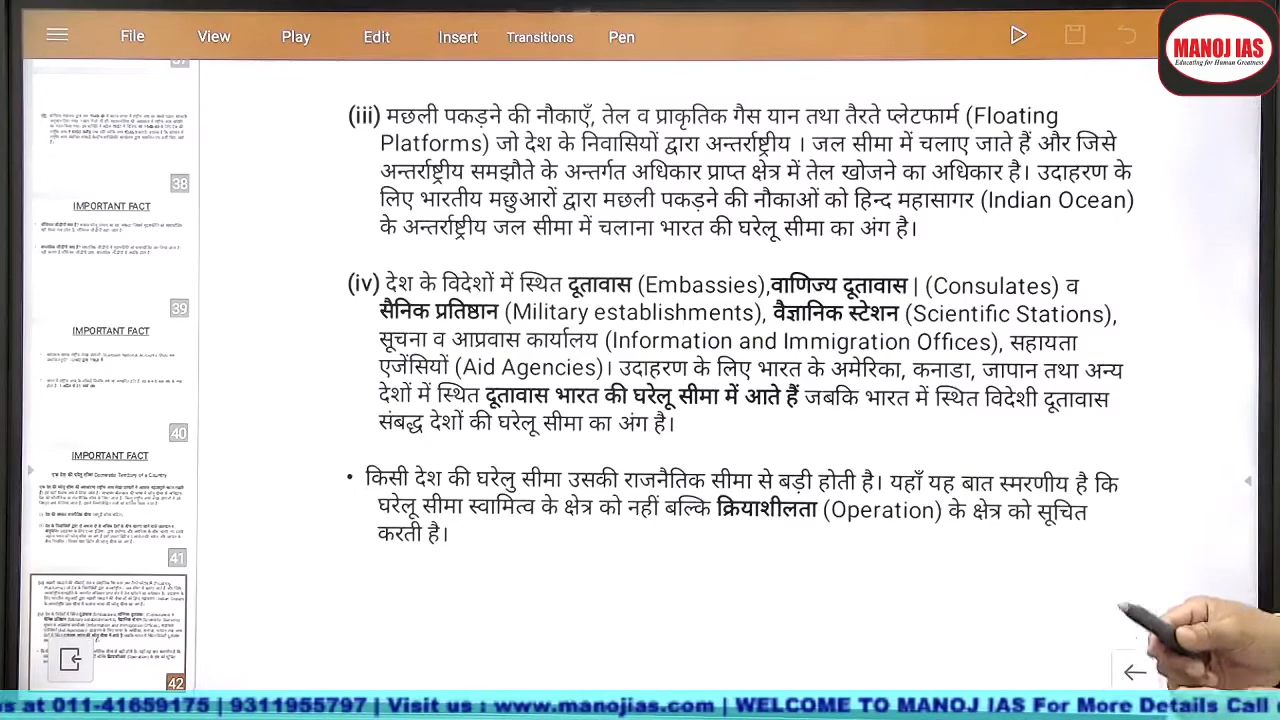 File View Play Edit Insert Transitions Pen
MANOJ IAS
Educating for Human Greatness
(iii) मछली पकड़ने की नौकाएँ, तेल व प्राकृतिक गैसयान तथा तैरते प्लेटफार्म (Floating
Platforms) जो देश के निवासियों द्वारा अन्तर्राष्ट्रीय । जल सीमा में चलाए जाते हैं और जिसे
अन्तर्राष्ट्रीय समझौते के अन्तर्गत अधिकार प्राप्त क्षेत्र में तेल खोजने का अधिकार है। उदाहरण के
लिए भारतीय मछुआरों द्वारा मछली पकड़ने की नौकाओं को हिन्द महासागर (Indian Ocean)
के अन्तर्राष्ट्रीय जल सीमा में चलाना भारत की घरेलू सीमा का अंग है।
(iv) देश के विदेशों में स्थित दूतावास (Embassies),वाणिज्य दूतावास | (Consulates) व
सैनिक प्रतिष्ठान (Military establishments), वैज्ञानिक स्टेशन (Scientific Stations),
सूचना व आप्रवास कार्यालय (Information and Immigration Offices), सहायता
एजेंसियों (Aid Agencies)। उदाहरण के लिए भारत के अमेरिका, कनाडा, जापान तथा अन्य
देशों में स्थित दूतावास भारत की घरेलू सीमा में आते हैं जबकि भारत में स्थित विदेशी दूतावास
संबद्ध देशों की घरेलू सीमा का अंग है।
• किसी देश की घरेलु सीमा उसकी राजनैतिक सीमा से बडी होती है। यहाँ यह बात स्मरणीय है कि
घरेलू सीमा स्वामित्व के क्षेत्र को नहीं बल्कि क्रियाशीलता (Operation) के क्षेत्र को सूचित
करती है।
38
IMPORTANT FACT
39
IMPORTANT FACT
40
IMPORTANT FACT
41
42
s at 011-41659175 | 9311955797 | Visit us : www.manojias.com | WELCOME TO MANOJ IAS For More Details Call